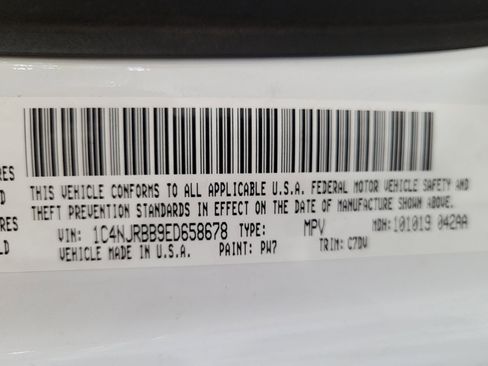 RES
D
RES
LD
THIS VEHICLE CONFORMS TO ALL APPLICABLE U.S.A. FEDERAL MOTOR VEHICLE SAFETY AND
THEFT PREVENTION STANDARDS IN EFFECT ON THE DATE OF MANUFACTURE SHOWN ABOVE.
VIN: 1C4NJRBB9ED658678 TYPE: MPV MDH: 101019 042AA
VEHICLE MADE IN U.S.A. PAINT: PW7 TRIM: C7DV